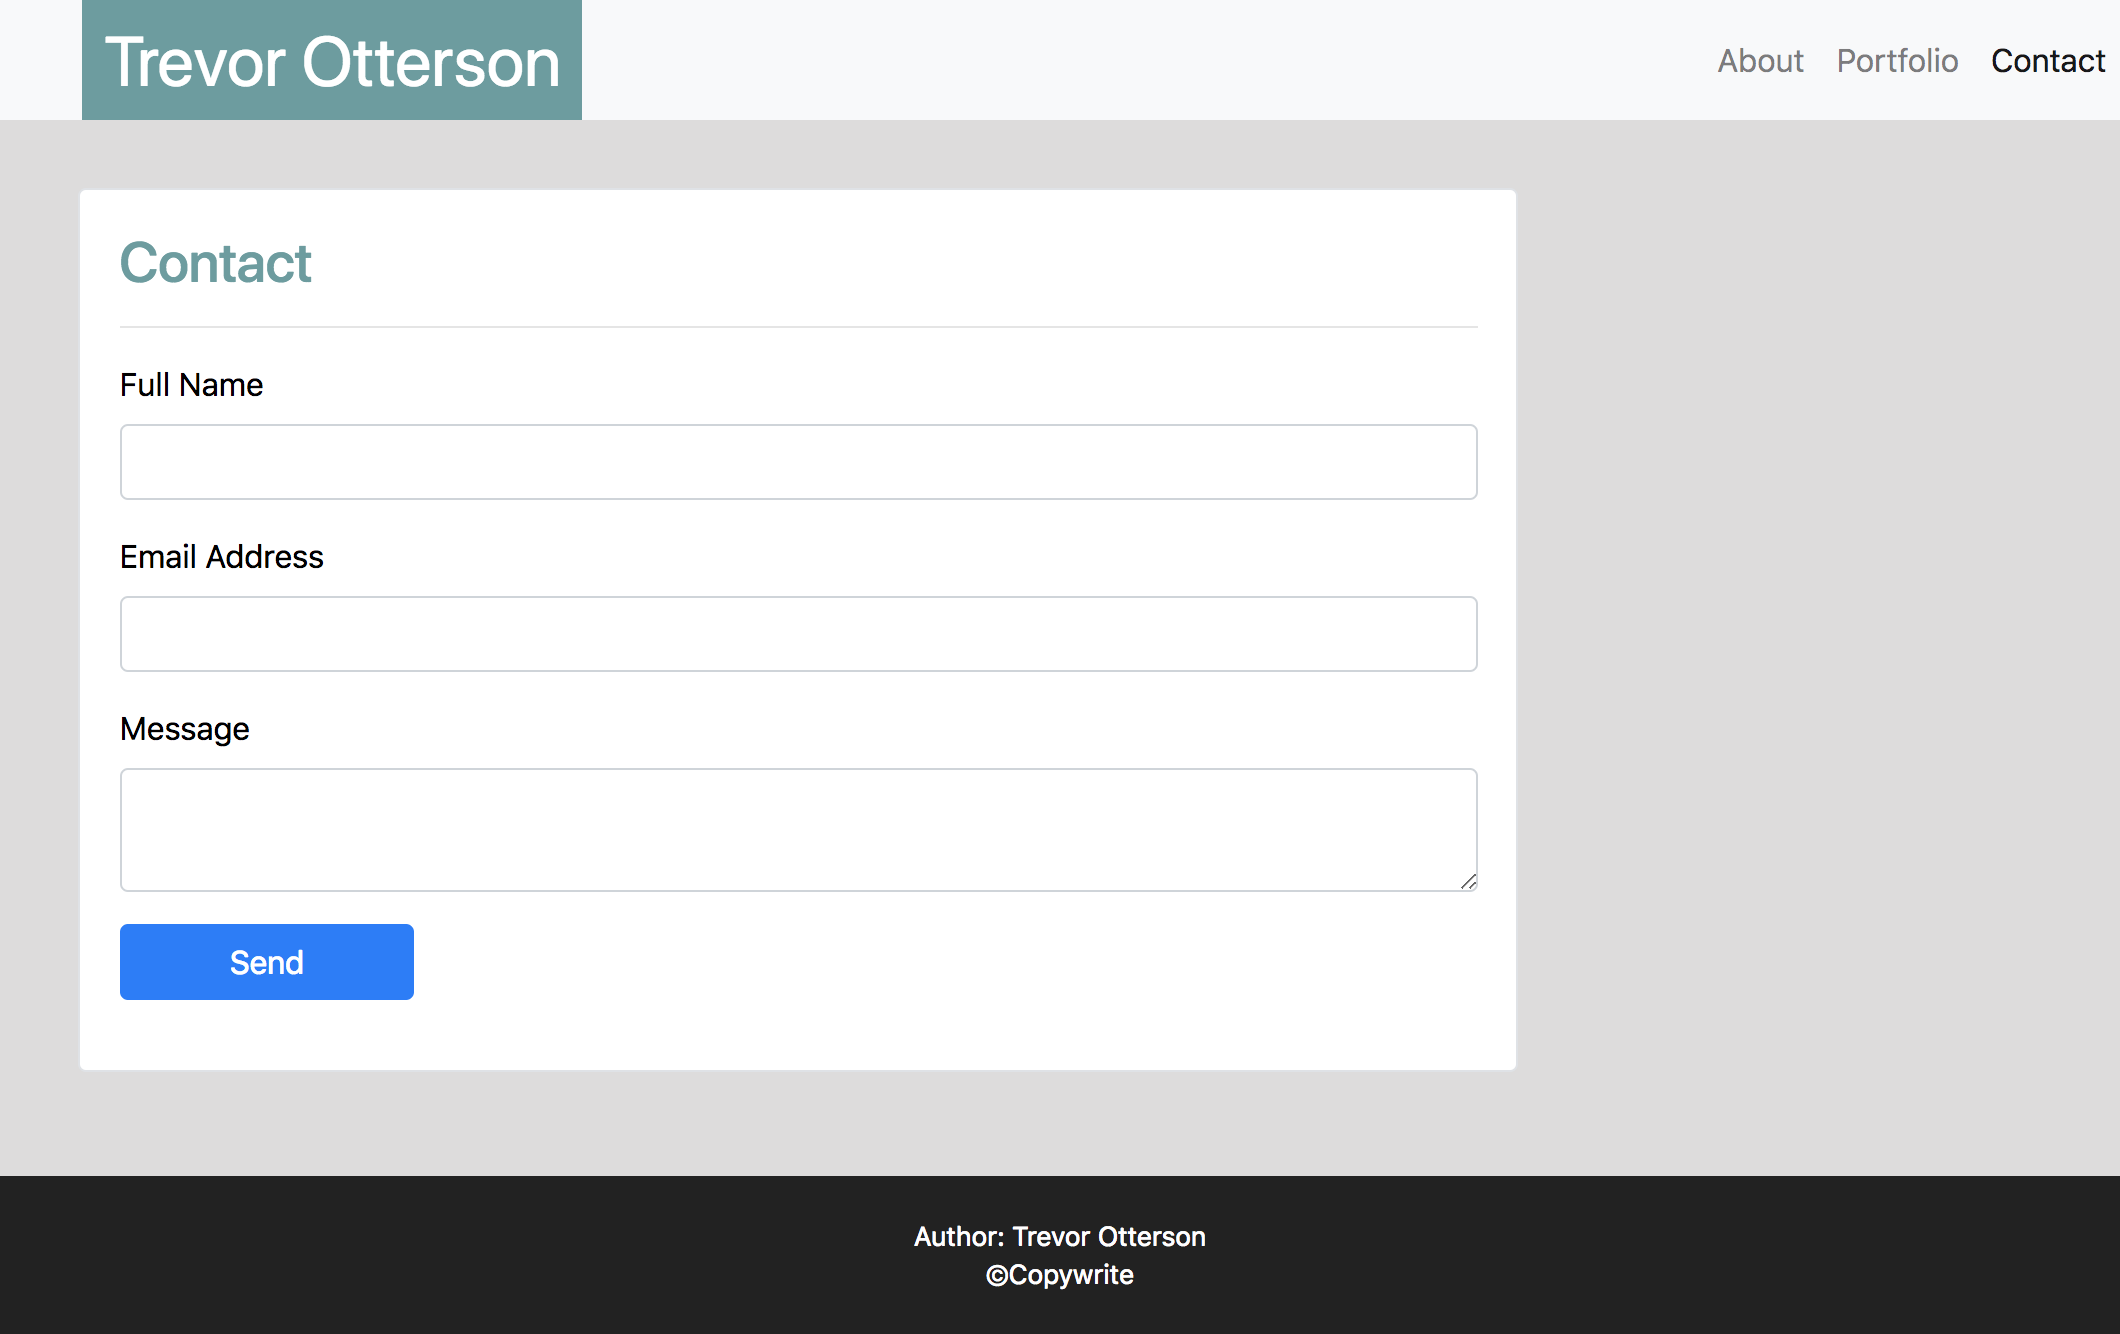 Trevor Otterson
About Portfolio Contact
Contact
Full Name
Email Address
Message
Send
Author: Trevor Otterson
©Copywrite